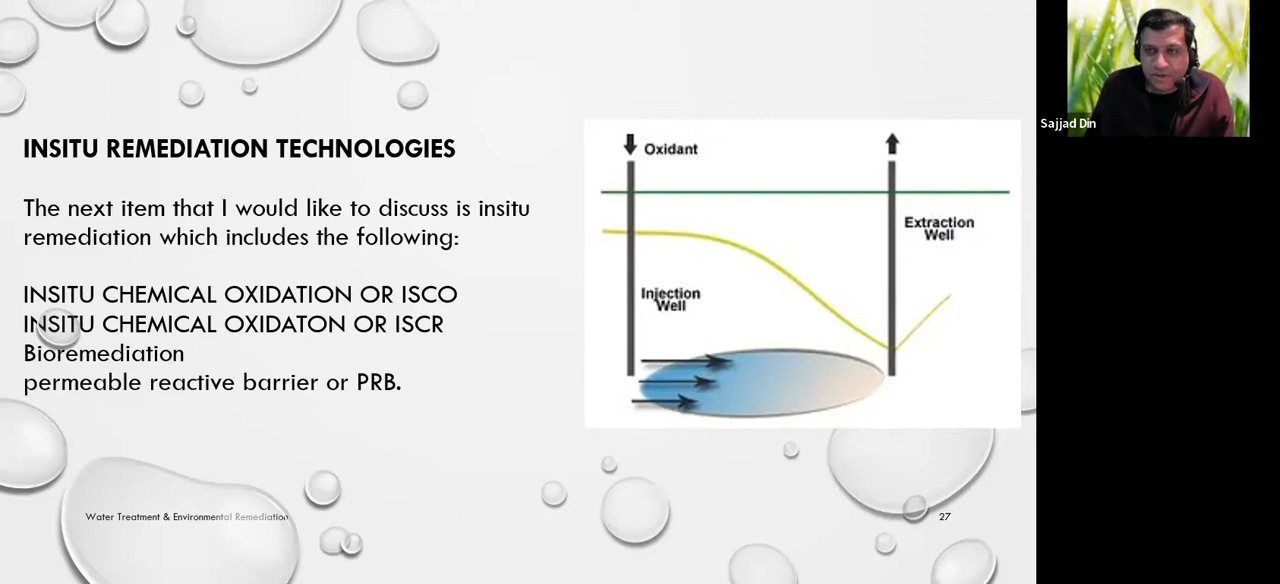 INSITU REMEDIATION TECHNOLOGIES
The next item that I would like to discuss is insitu
remediation which includes the following:
INSITU CHEMICAL OXIDATION OR ISCO
INSITU CHEMICAL OXIDATON OR ISCR
Bioremediation
permeable reactive barrier or PRB.
Oxidant
Extraction
Well
Injection
Well
Water Treatment & Environmental Remediation
27
Sajjad Din